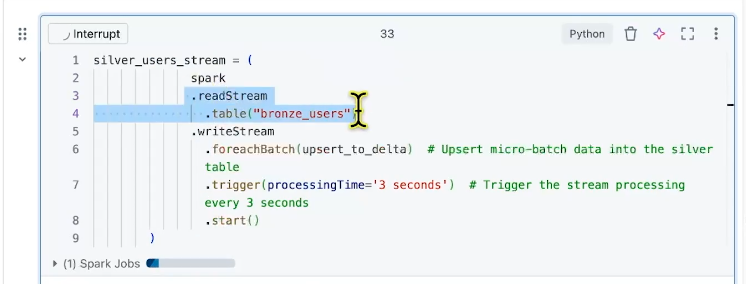 Interrupt
33
Python
1 silver_users_stream = (
2 spark
3 .readStream
4 .table("bronze_users")
5 .writeStream
6 .foreachBatch(upsert_to_delta)  # Upsert micro-batch data into the silver
table
7 .trigger(processingTime='3 seconds')  # Trigger the stream processing
every 3 seconds
8 .start()
9 )
(1) Spark Jobs